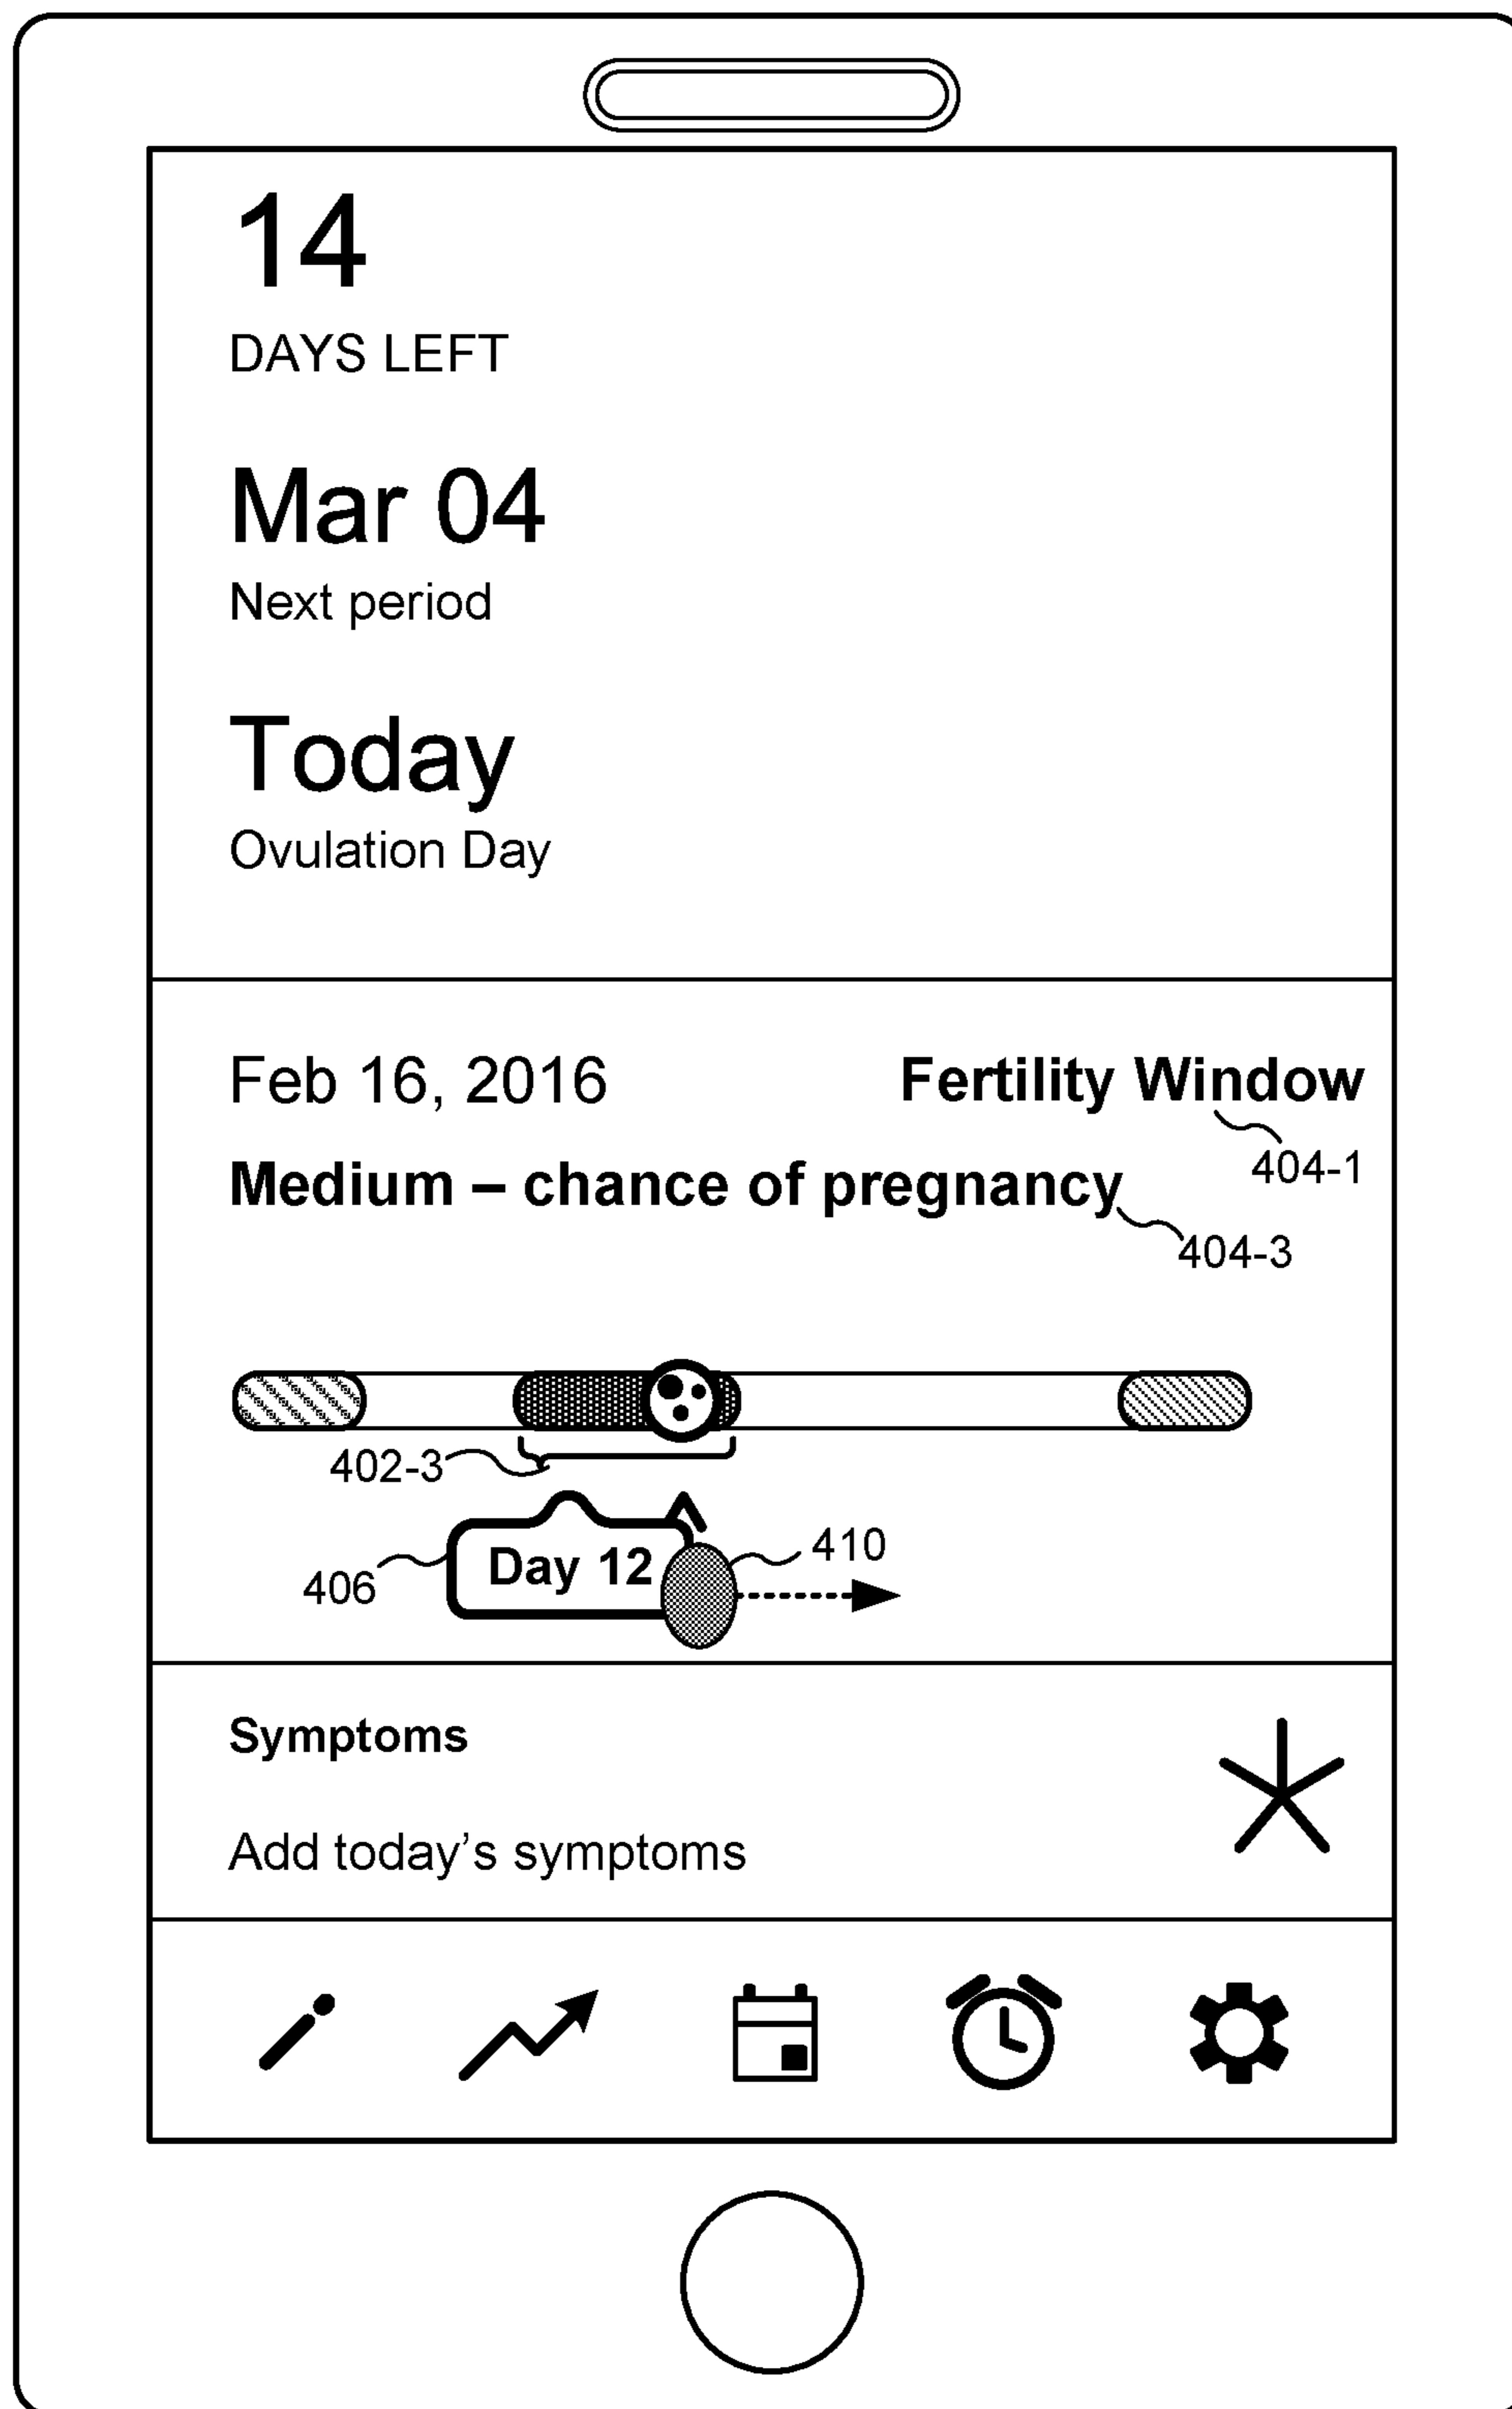 14
DAYS LEFT
Mar 04
Next period
Today
Ovulation Day
Feb 16, 2016
Fertility Window
404-1
Medium – chance of pregnancy
404-3
402-3
406
Day 12
410
Symptoms
Add today’s symptoms